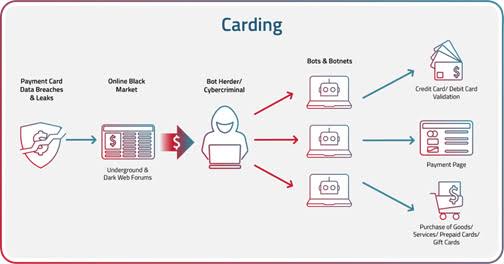 Carding
Payment Card
Data Breaches
& Leaks
Online Black
Market
Underground &
Dark Web Forums
$
$
Bot Herder/
Cybercriminal
Bots & Botnets
$
Credit Card/ Debit Card
Validation
$
Payment Page
$
Purchase of Goods/
Services/ Prepaid Cards/
Gift Cards